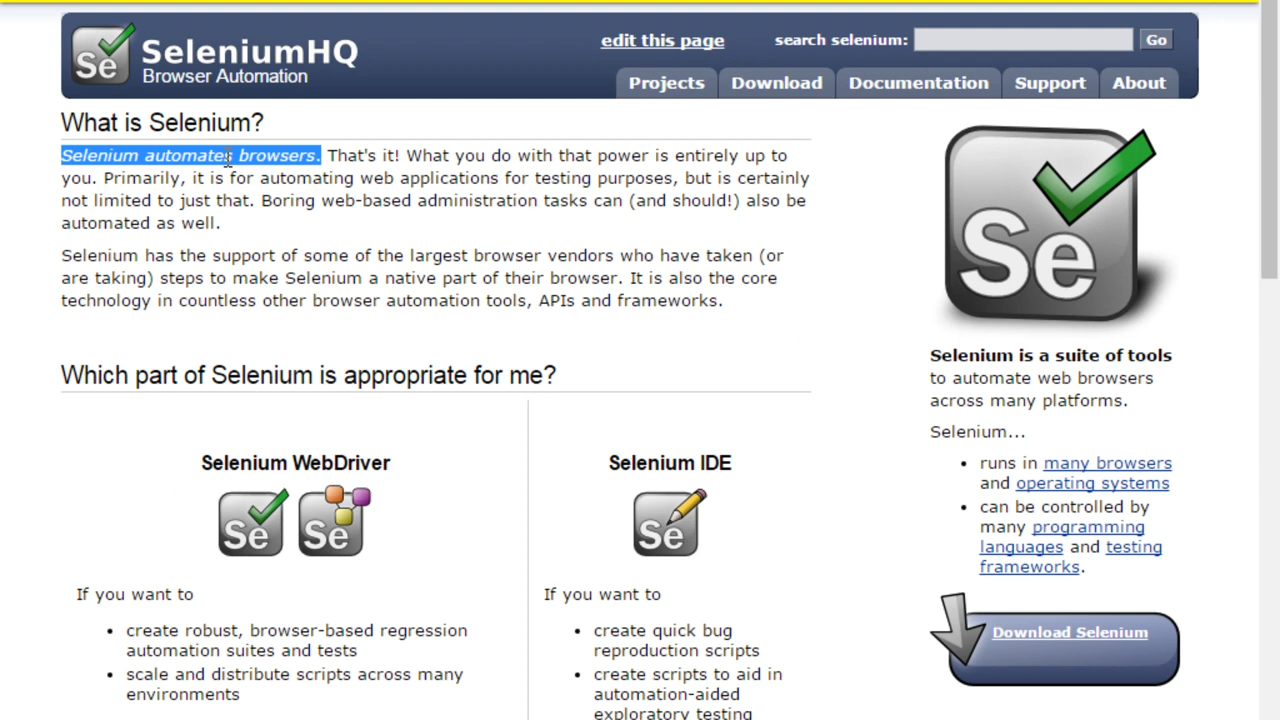 SeleniumHQ
Browser Automation
edit this page
search selenium:
Go
Projects
Download
Documentation
Support
About
What is Selenium?
Selenium automates browsers. That's it! What you do with that power is entirely up to
you. Primarily, it is for automating web applications for testing purposes, but is certainly
not limited to just that. Boring web-based administration tasks can (and should!) also be
automated as well.
Selenium has the support of some of the largest browser vendors who have taken (or
are taking) steps to make Selenium a native part of their browser. It is also the core
technology in countless other browser automation tools, APIs and frameworks.
Which part of Selenium is appropriate for me?
Selenium WebDriver
Se
Se
If you want to
create robust, browser-based regression
automation suites and tests
scale and distribute scripts across many
environments
Selenium IDE
Se
If you want to
create quick bug
reproduction scripts
create scripts to aid in
automation-aided
exploratory testing
Se
Se
Selenium is a suite of tools
to automate web browsers
across many platforms.
Selenium...
runs in many browsers
and operating systems
can be controlled by
many programming
languages and testing
frameworks.
Download Selenium